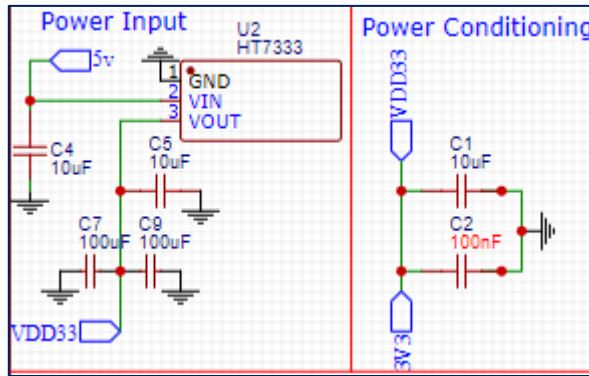 Power Input
5v
U2
HT7333
1
GND
2
VIN
3
VOUT
C4
10uF
C5
10uF
C7
100uF
C9
100uF
VDD33
Power Conditioning
VDD33
C1
10uF
C2
100nF
3V3